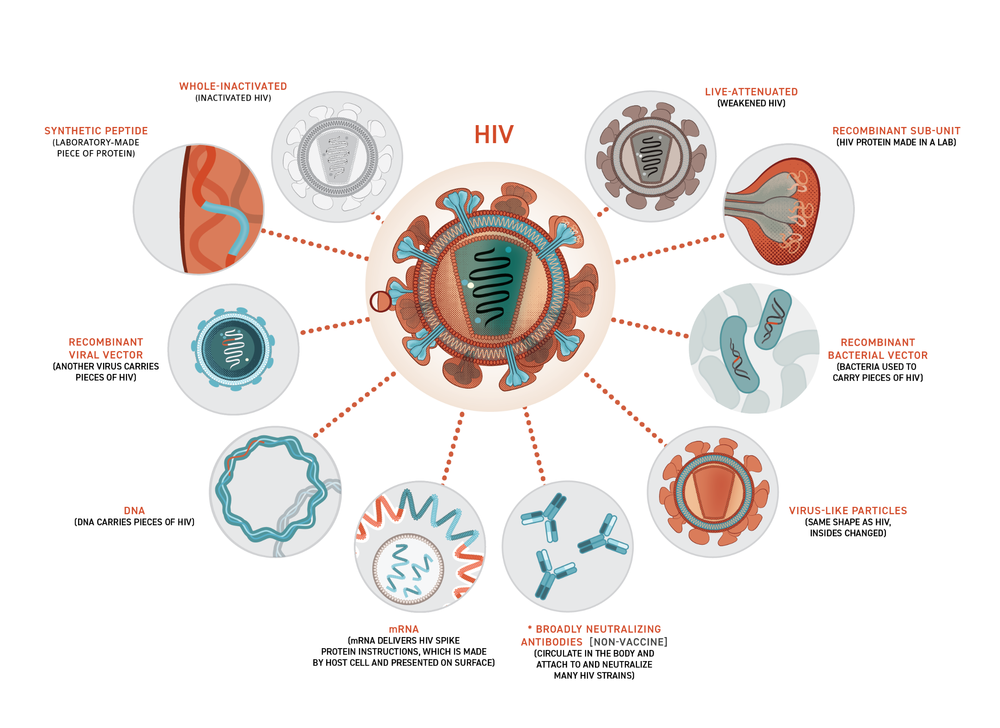 WHOLE-INACTIVATED
(INACTIVATED HIV)
LIVE-ATTENUATED
(WEAKENED HIV)
HIV
SYNTHETIC PEPTIDE
(LABORATORY-MADE
PIECE OF PROTEIN)
RECOMBINANT SUB-UNIT
(HIV PROTEIN MADE IN A LAB)
RECOMBINANT
VIRAL VECTOR
(ANOTHER VIRUS CARRIES
PIECES OF HIV)
RECOMBINANT
BACTERIAL VECTOR
(BACTERIA USED TO
CARRY PIECES OF HIV)
DNA
(DNA CARRIES PIECES OF HIV)
VIRUS-LIKE PARTICLES
(SAME SHAPE AS HIV,
INSIDES CHANGED)
mRNA
(mRNA DELIVERS HIV SPIKE
PROTEIN INSTRUCTIONS, WHICH IS MADE
BY HOST CELL AND PRESENTED ON SURFACE)
* BROADLY NEUTRALIZING
ANTIBODIES [NON-VACCINE]
(CIRCULATE IN THE BODY AND
ATTACH TO AND NEUTRALIZE
MANY HIV STRAINS)